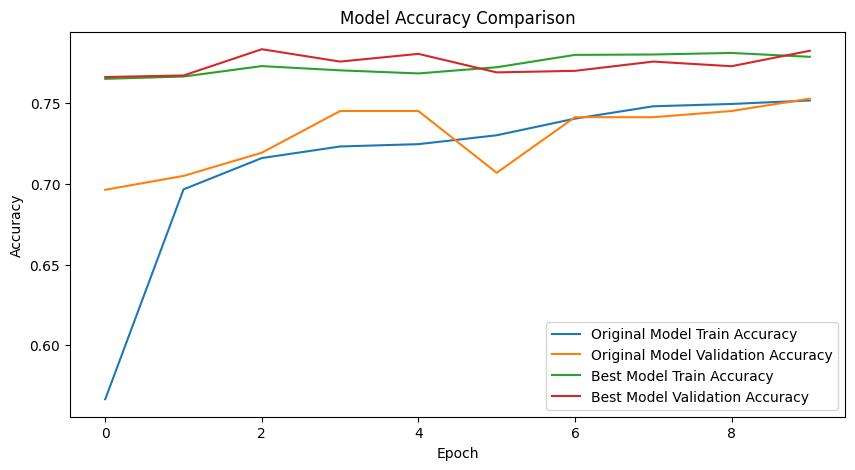 Model Accuracy Comparison
Accuracy
0.75
0.70
0.65
0.60
Original Model Train Accuracy
Original Model Validation Accuracy
Best Model Train Accuracy
Best Model Validation Accuracy
0 2 4 6 8
Epoch